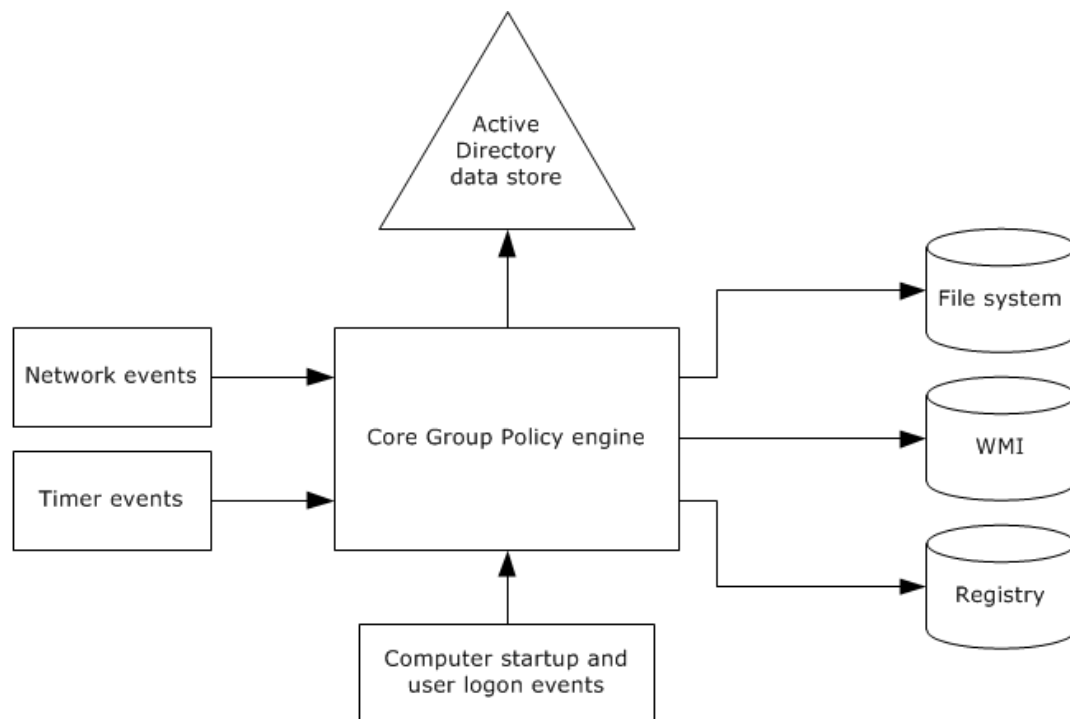 Active
Directory
data store
File system
Network events
Core Group Policy engine
WMI
Timer events
Registry
Computer startup and
user logon events